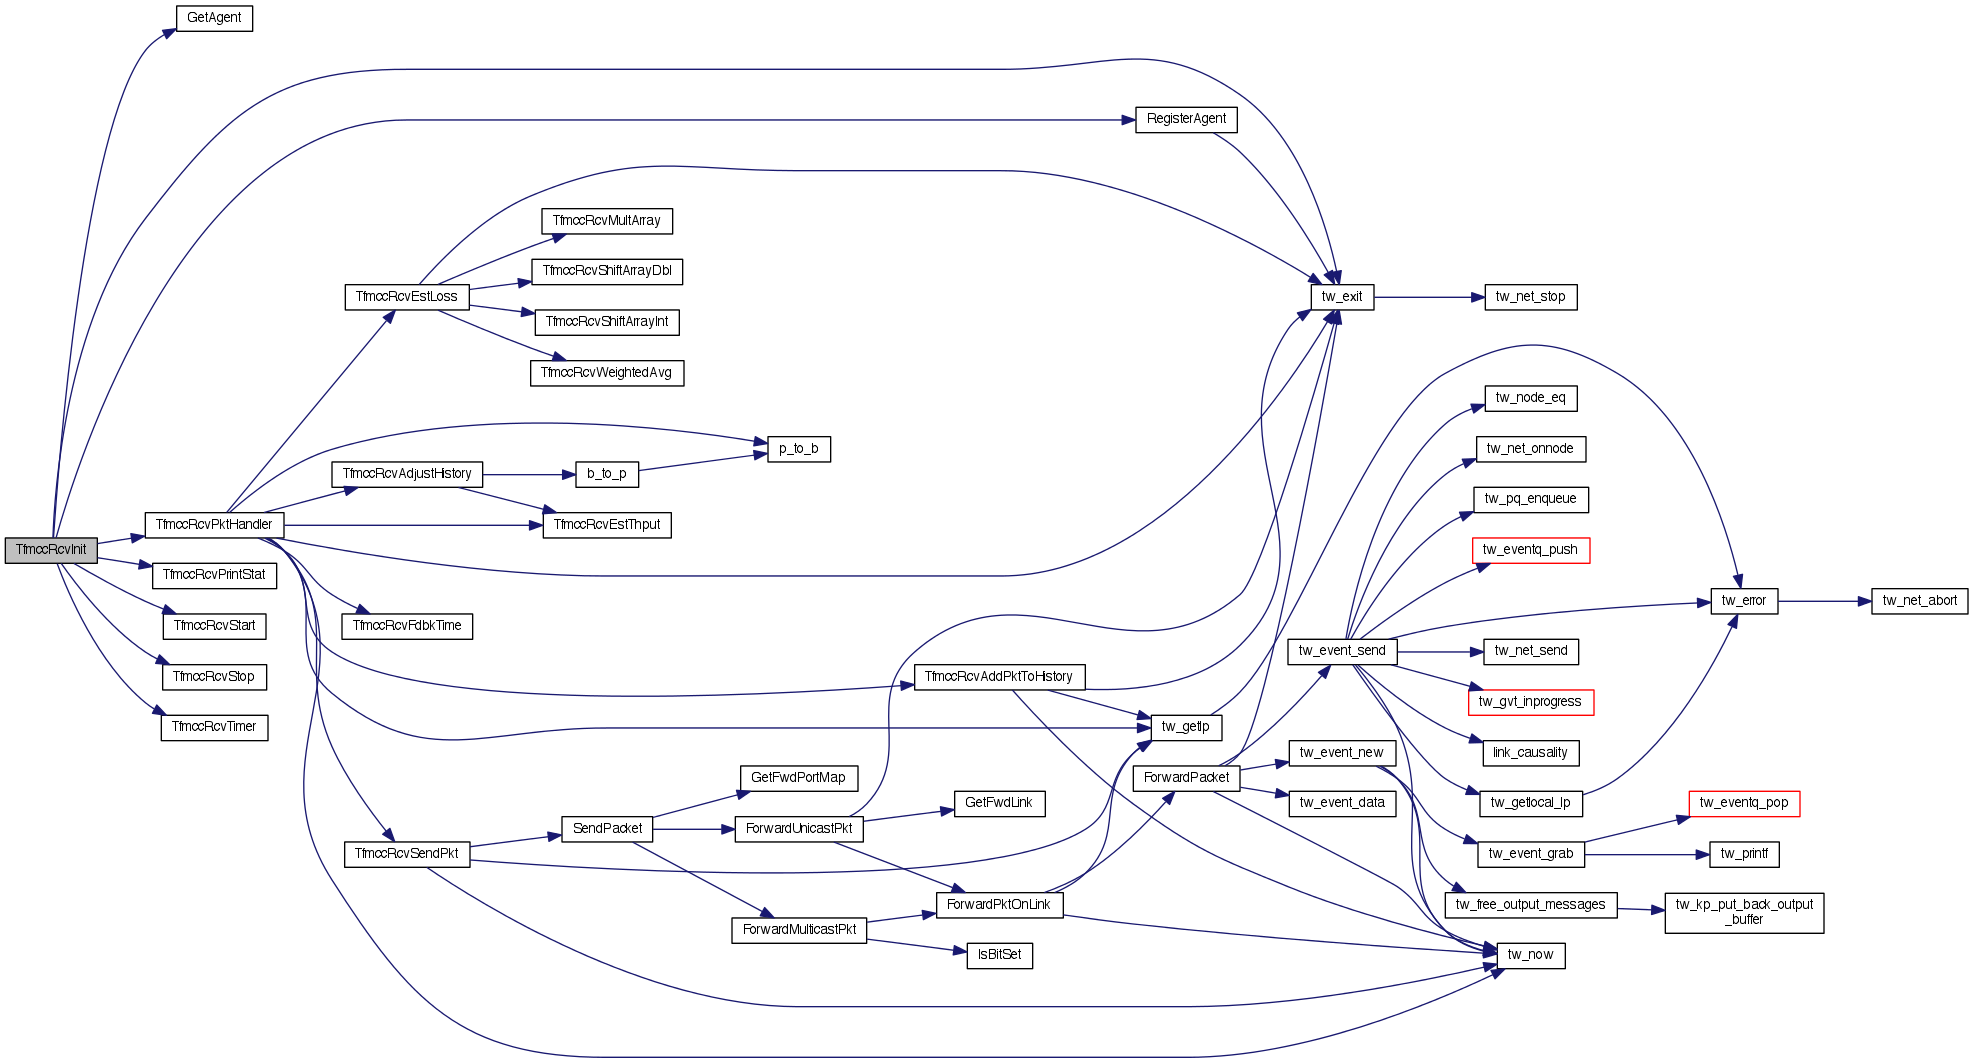 GetAgent
RegisterAgent
TfmccRcvMultArray
TfmccRcvShiftArrayDbl
TfmccRcvEstLoss
tw_exit
tw_net_stop
TfmccRcvShiftArrayInt
TfmccRcvWeightedAvg
tw_node_eq
p_to_b
tw_net_onnode
TfmccRcvAdjustHistory
b_to_p
tw_pq_enqueue
TfmccRcvPktHandler
TfmccRcvEstThput
TfmccRcvInit
tw_eventq_push
TfmccRcvPrintStat
tw_error
tw_net_abort
TfmccRcvStart
TfmccRcvFdbkTime
tw_event_send
tw_net_send
TfmccRcvStop
TfmccRcvAddPktToHistory
tw_gvt_inprogress
TfmccRcvTimer
tw_getlp
tw_event_new
link_causality
GetFwdPortMap
ForwardPacket
GetFwdLink
tw_event_data
tw_getlocal_lp
tw_eventq_pop
SendPacket
ForwardUnicastPkt
TfmccRcvSendPkt
tw_event_grab
tw_printf
ForwardPktOnLink
tw_free_output_messages
tw_kp_put_back_output
_buffer
ForwardMulticastPkt
IsBitSet
tw_now